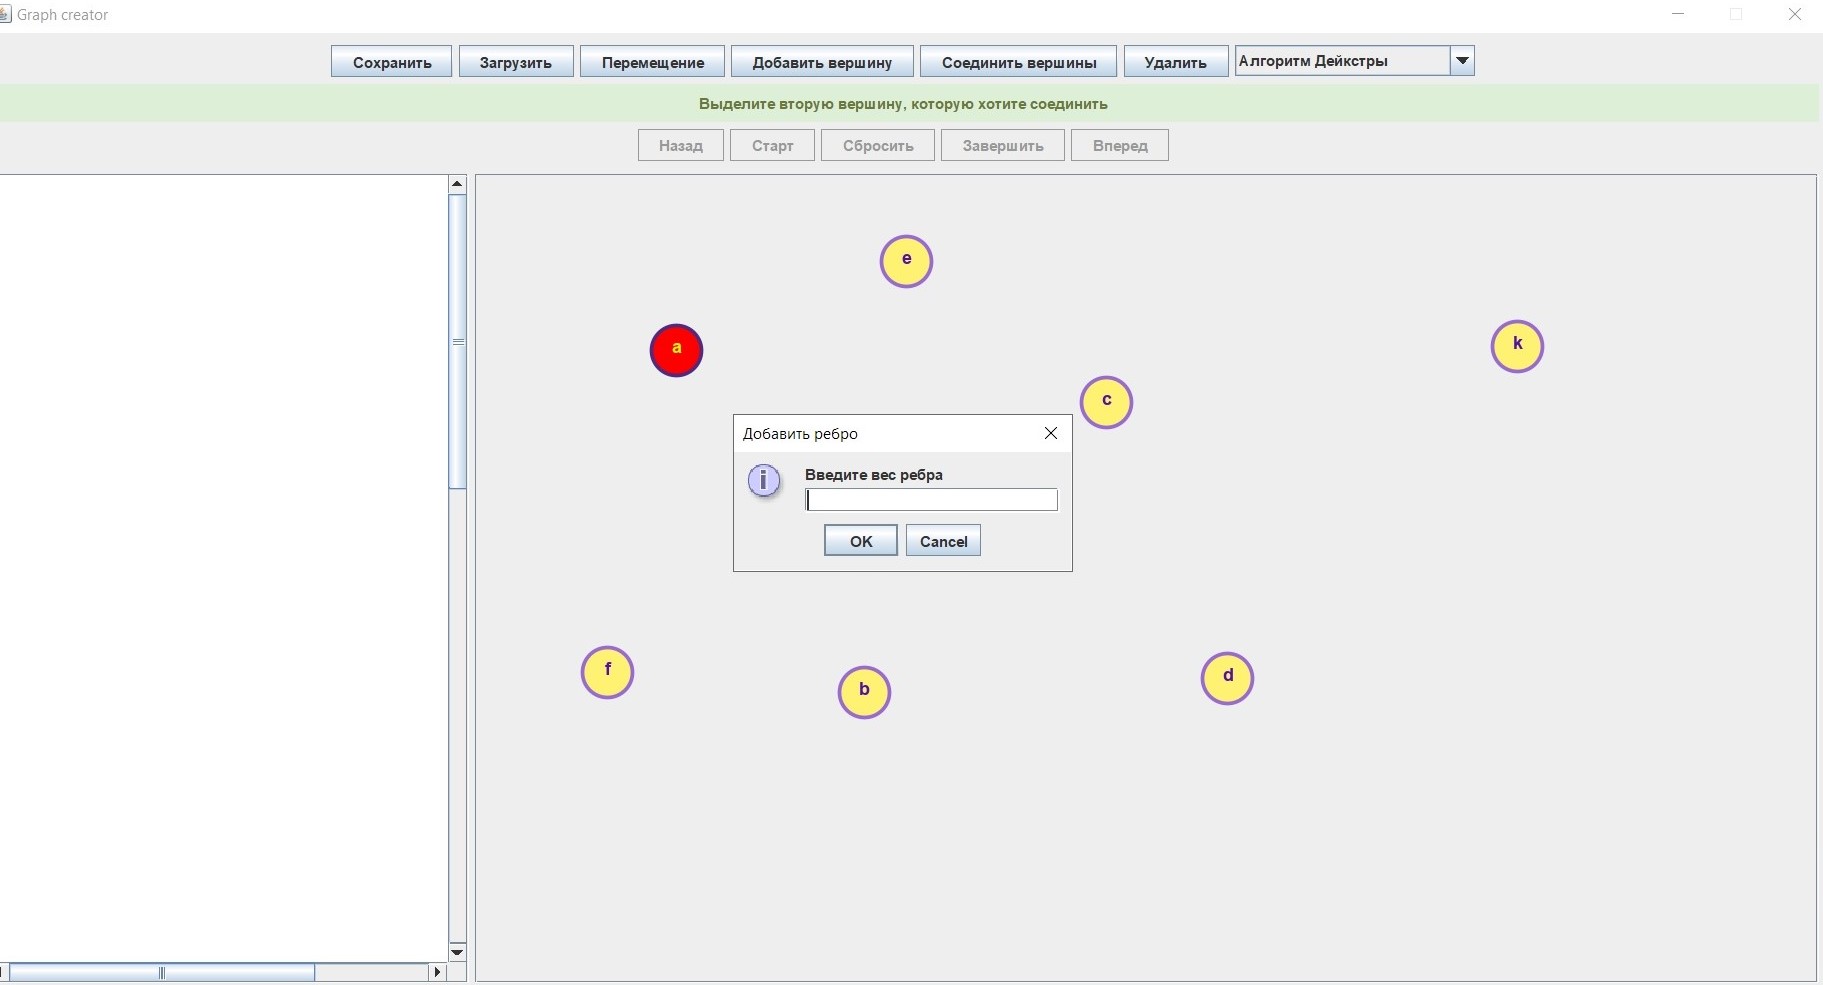 Graph creator
Сохранить Загрузить Перемещение Добавить вершину Соединить вершины Удалить Алгоритм Дейкстры
Выделите вторую вершину, которую хотите соединить
Назад Старт Сбросить Завершить Вперед
e
a
k
c
Добавить ребро
Введите вес ребра
OK Cancel
f
b
d